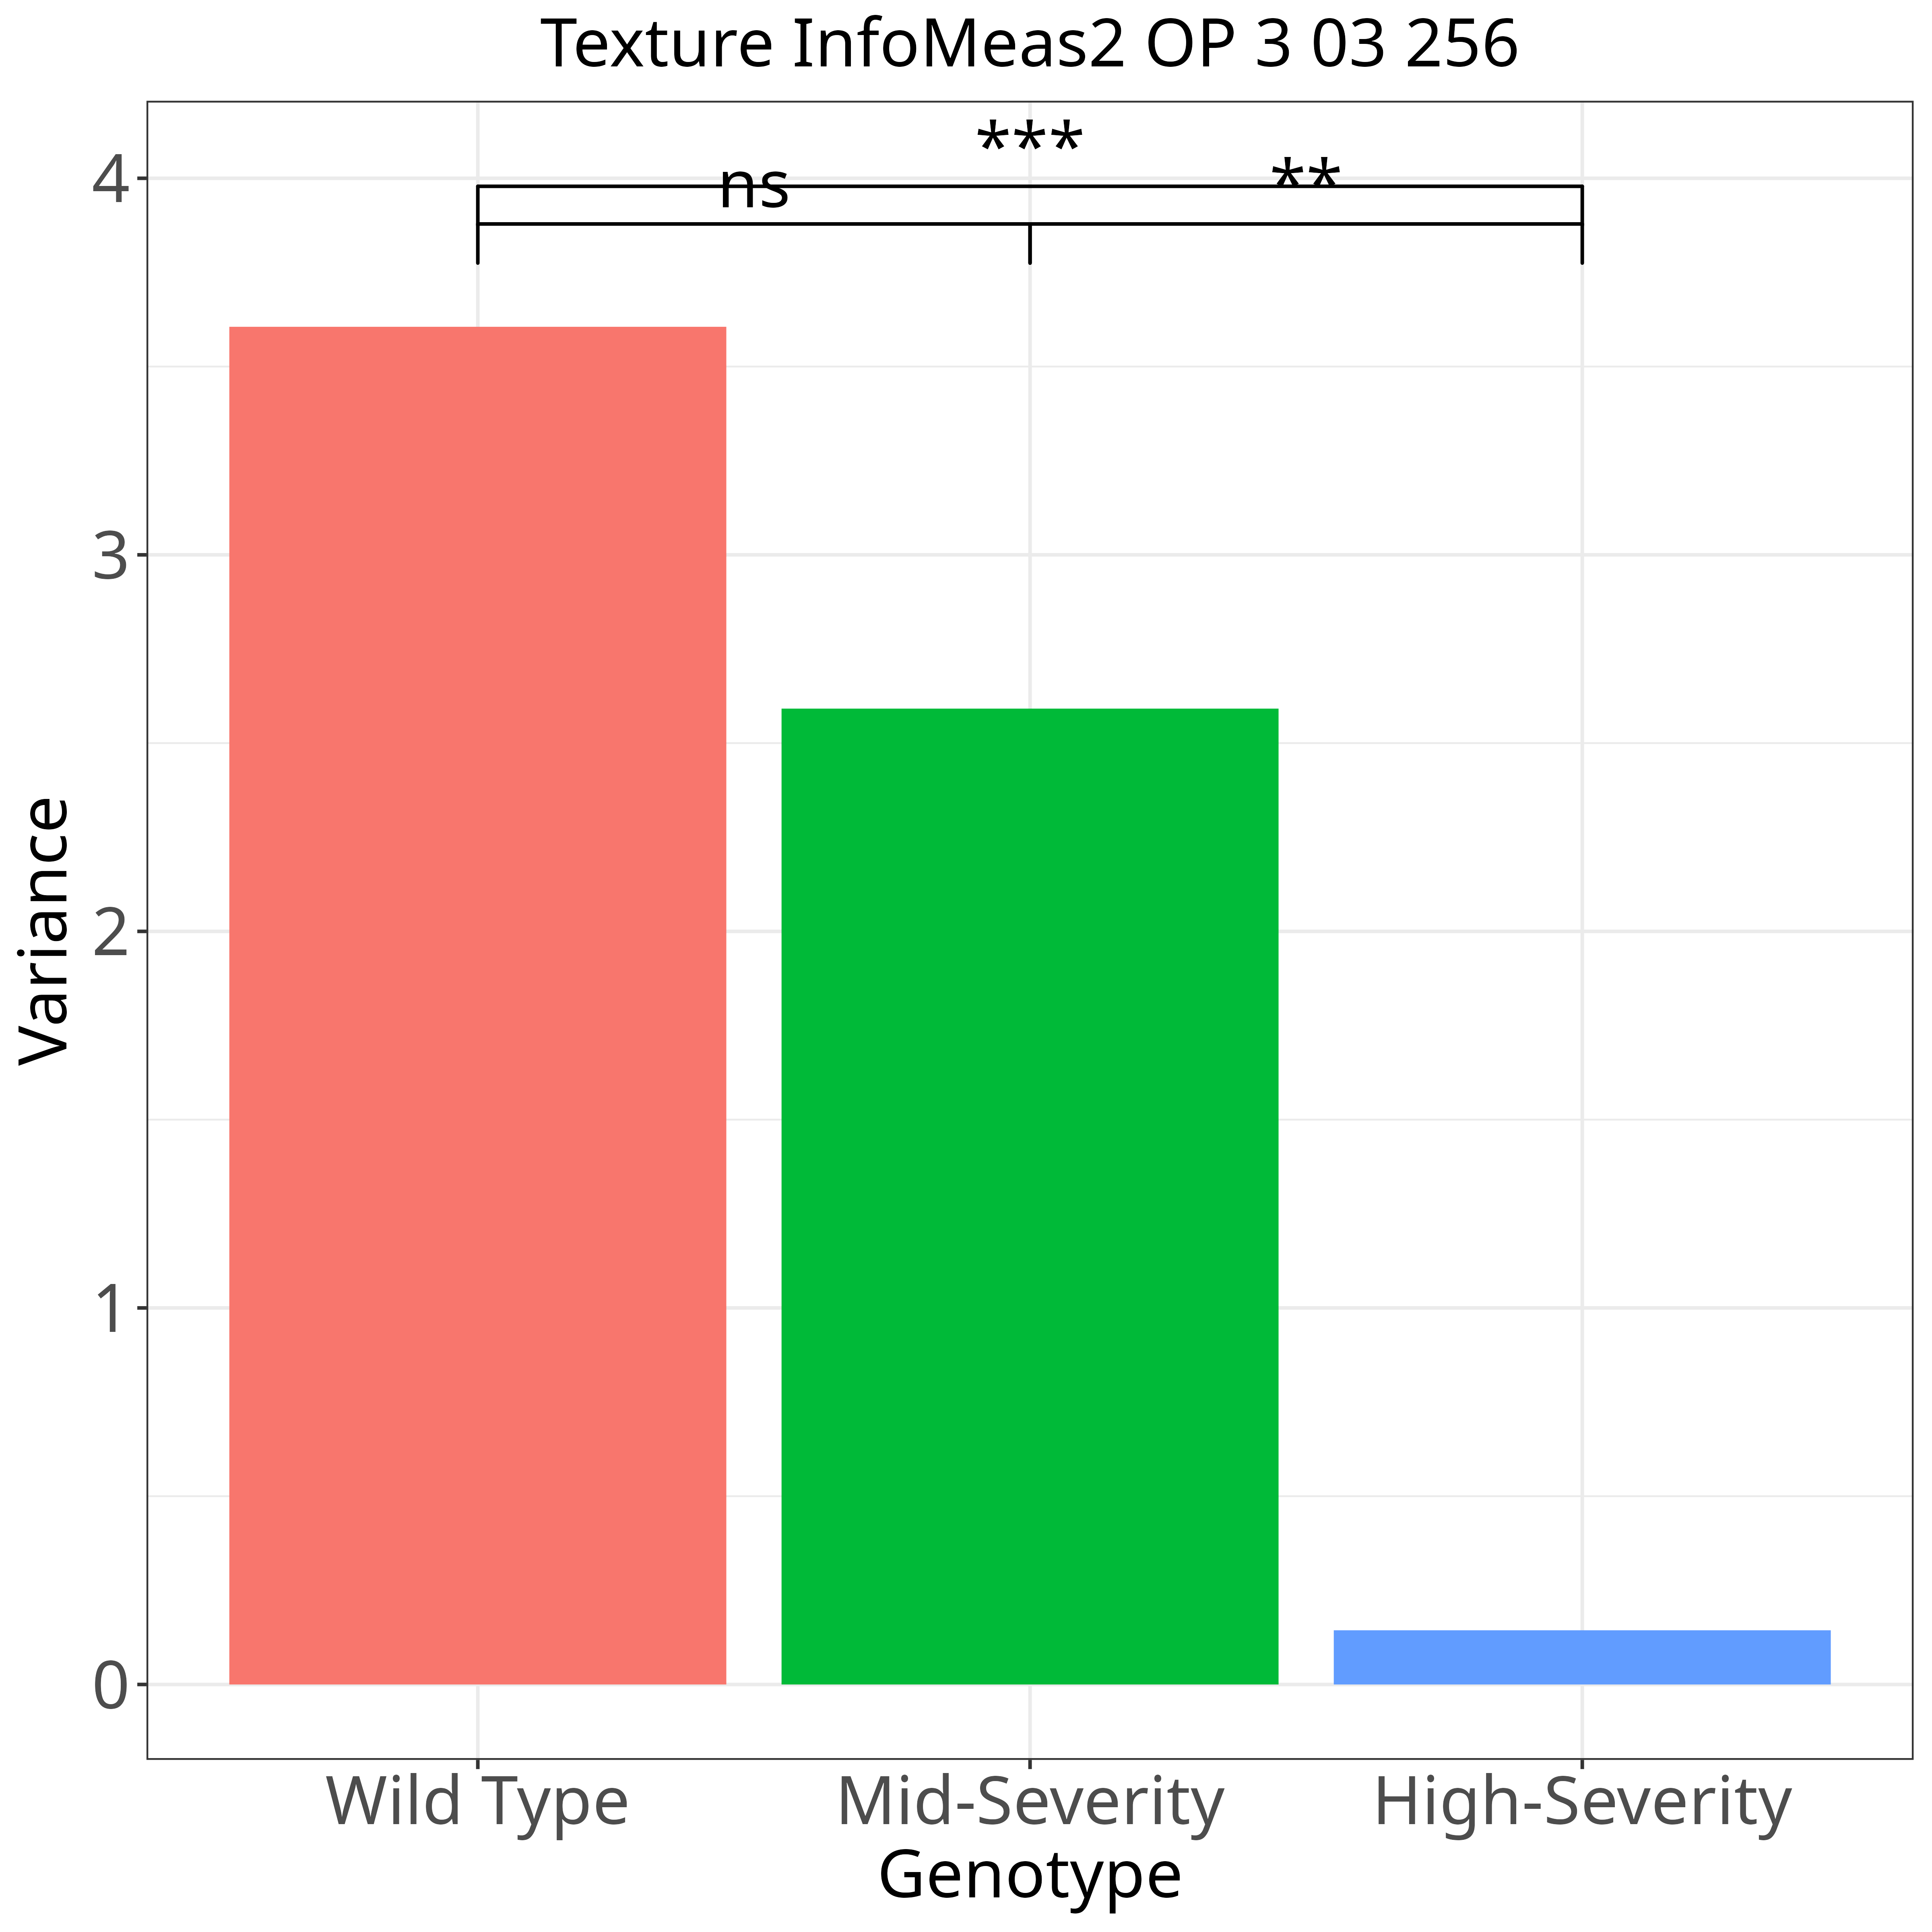 Texture InfoMeas2 OP 3 03 256
***
ns
**
4
3
2
1
0
Variance
Wild Type
Mid-Severity
High-Severity
Genotype